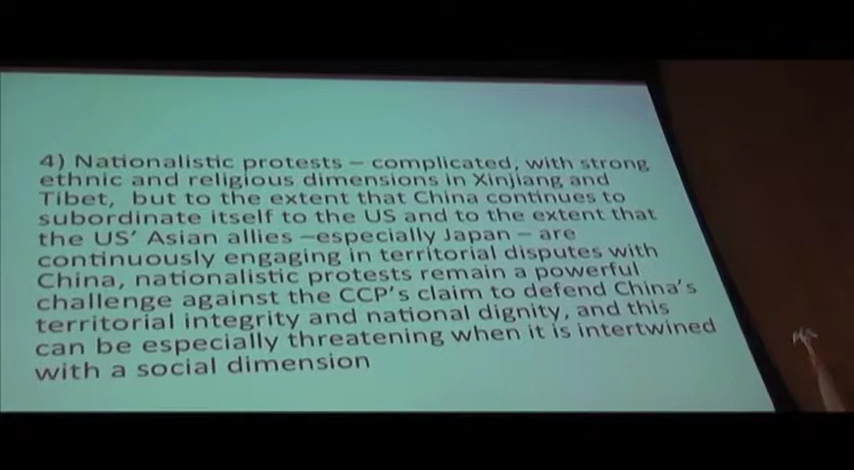 4) Nationalistic protests – complicated, with strong
ethnic and religious dimensions in Xinjiang and
Tibet, but to the extent that China continues to
subordinate itself to the US and to the extent that
the US' Asian allies –especially Japan – are
continuously engaging in territorial disputes with
China, nationalistic protests remain a powerful
challenge against the CCP's claim to defend China's
territorial integrity and national dignity, and this
can be especially threatening when it is intertwined
with a social dimension